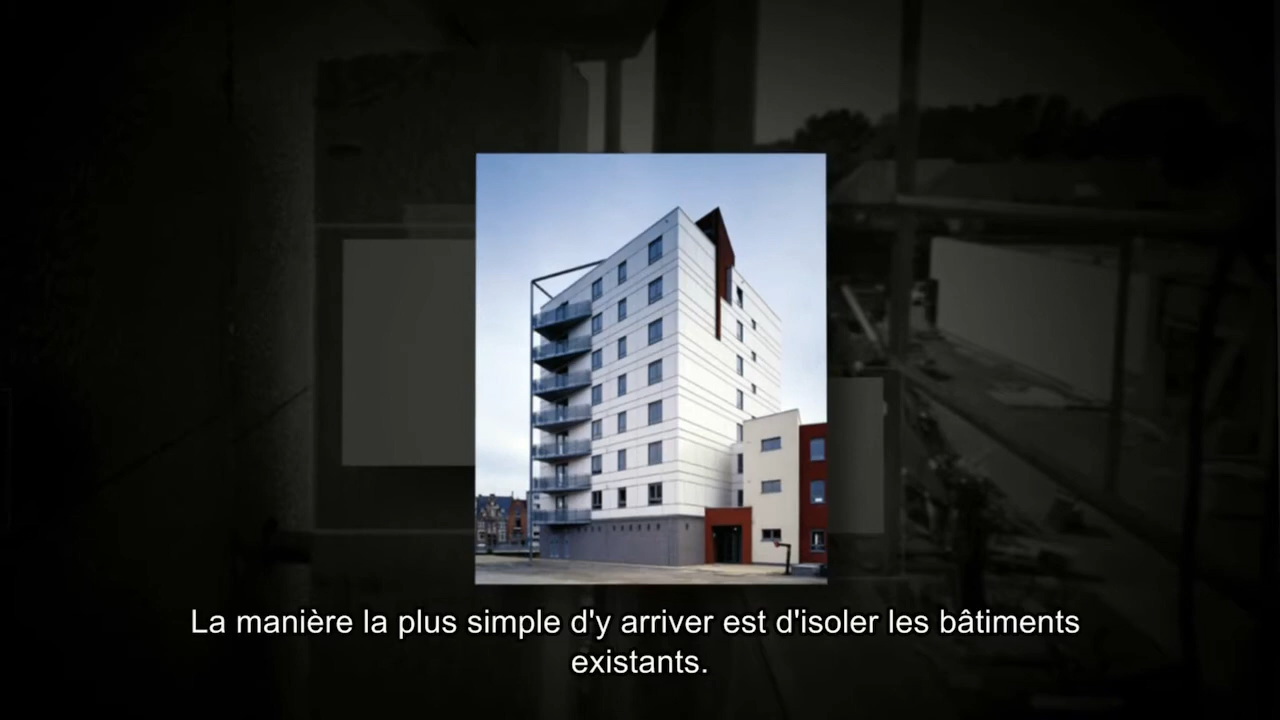 La manière la plus simple d'y arriver est d'isoler les bâtiments
existants.